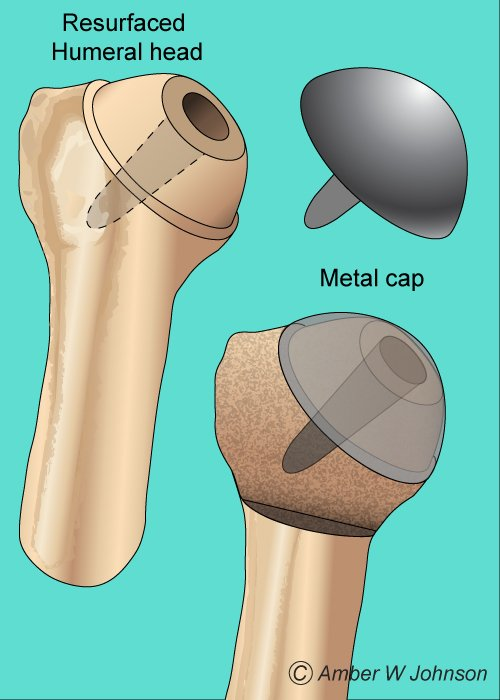 Resurfaced
Humeral head
Metal cap
© Amber W Johnson